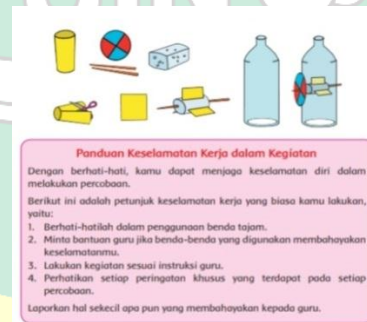 Panduan Keselamatan Kerja dalam Kegiatan
Dengan berhati-hati, kamu dapat menjaga keselamatan diri dalam
melakukan percobaan.
Berikut ini adalah petunjuk keselamatan kerja yang biasa kamu lakukan,
yaitu:
1. Berhati-hatilah dalam penggunaan benda tajam.
2. Minta bantuan guru jika benda-benda yang digunakan membahayakan
keselamatanmu.
3. Lakukan kegiatan sesuai instruksi guru.
4. Perhatikan setiap peringatan khusus yang terdapat pada setiap
percobaan.
Laporkan hal sekecil apa pun yang membahayakan kepada guru.